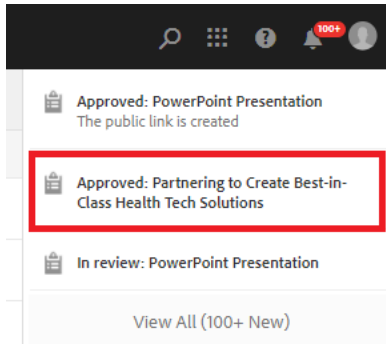 100+
Approved: PowerPoint Presentation
The public link is created
Approved: Partnering to Create Best-in-
Class Health Tech Solutions
In review: PowerPoint Presentation
View All (100+ New)